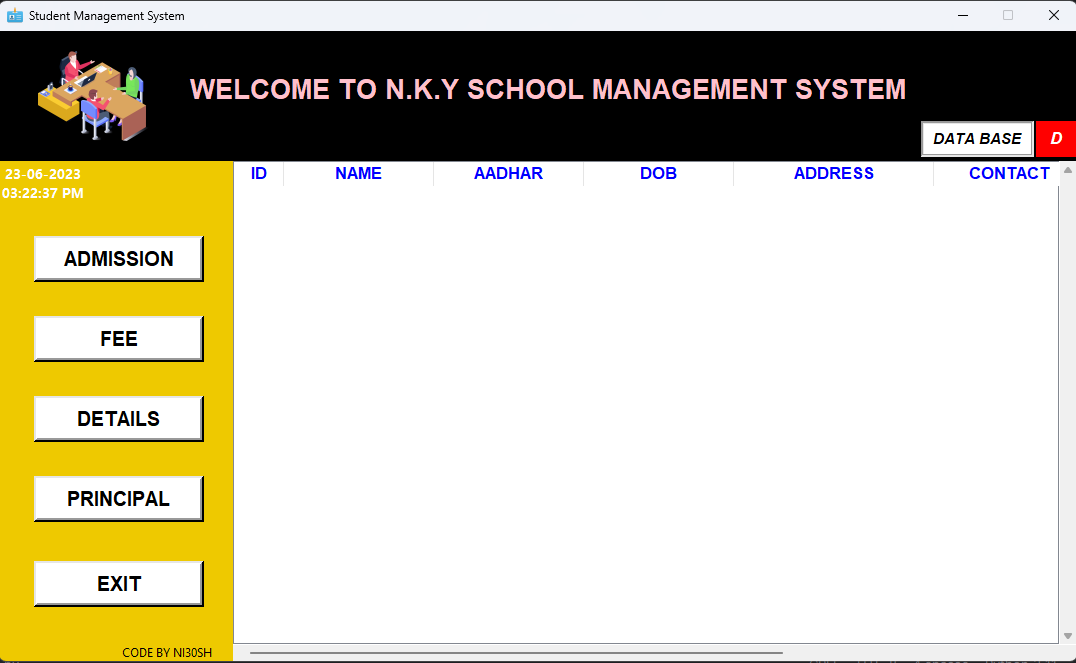 Student Management System
WELCOME TO N.K.Y SCHOOL MANAGEMENT SYSTEM
DATA BASE D
23-06-2023
03:22:37 PM
ID NAME AADHAR DOB ADDRESS CONTACT
ADMISSION
FEE
DETAILS
PRINCIPAL
EXIT
CODE BY NI30SH